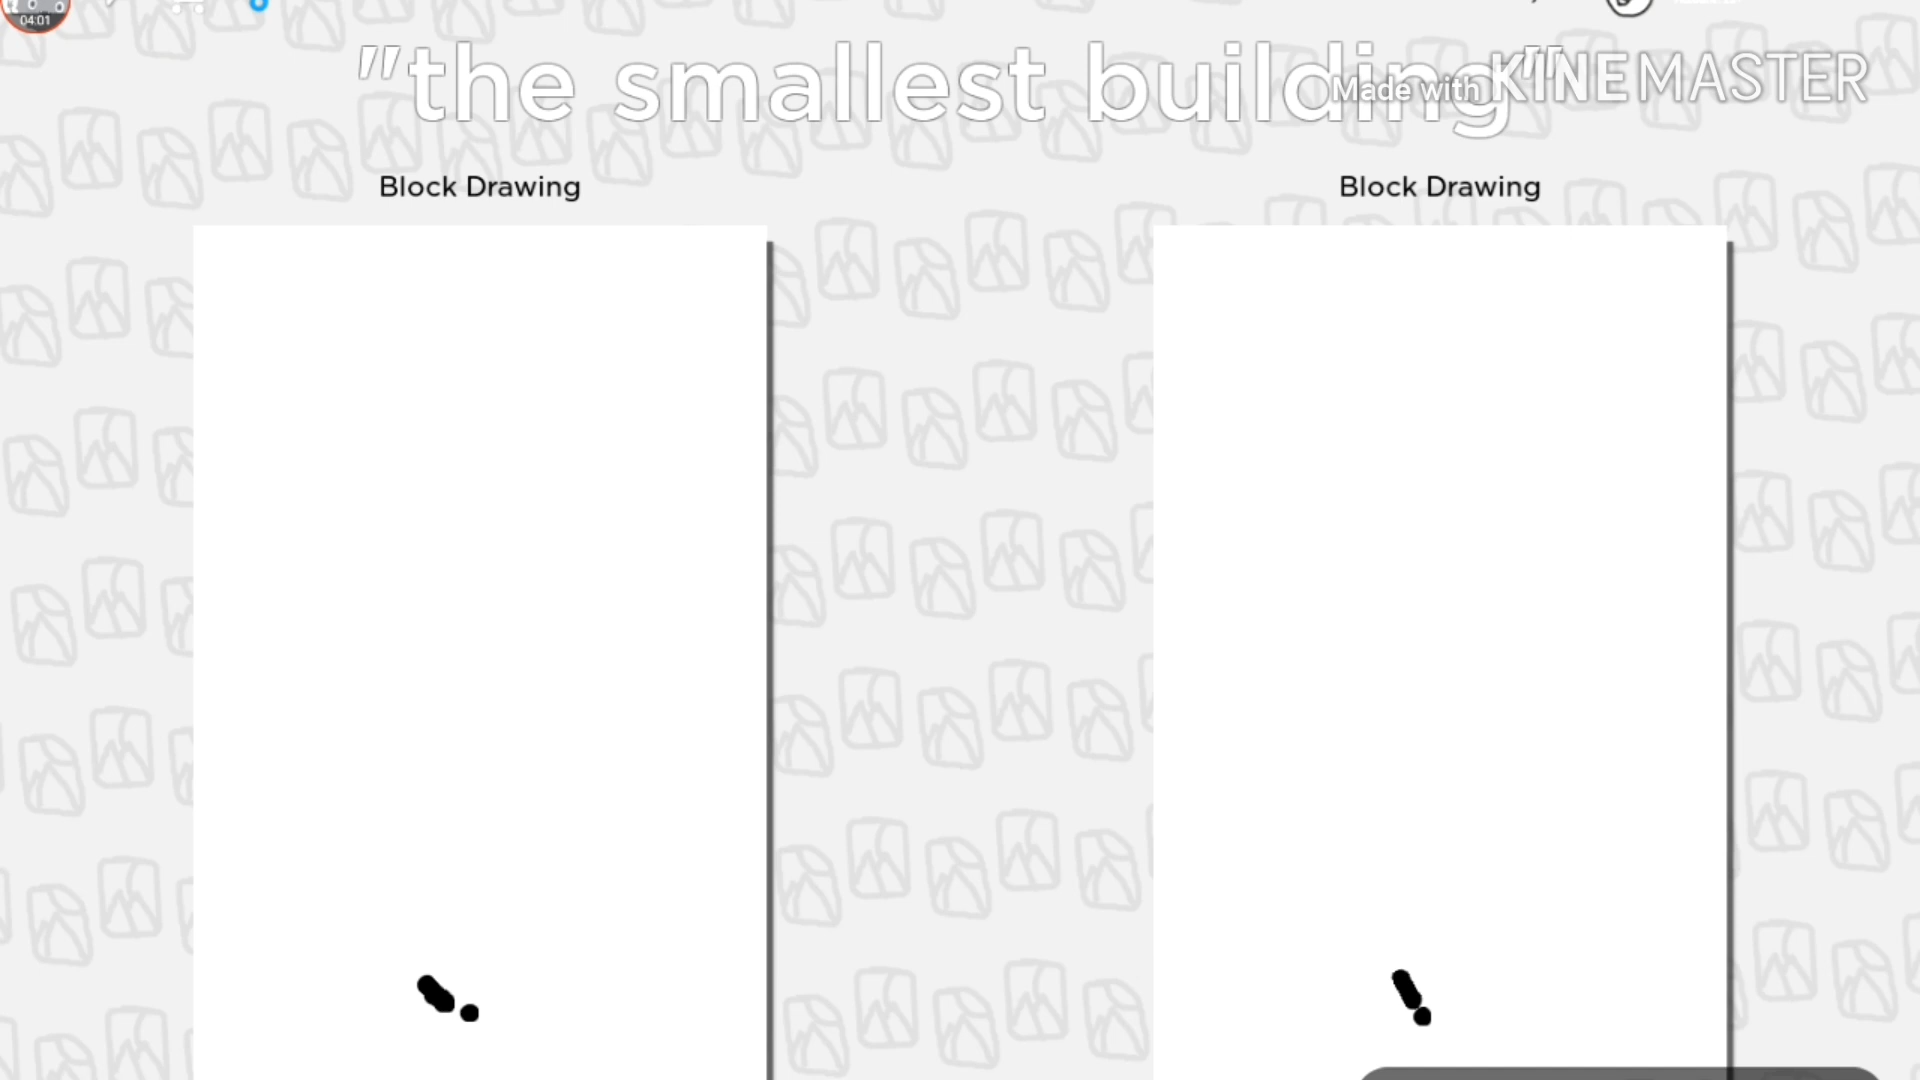 04:01
"the smallest building"
Made with KINEMASTER
Block Drawing
Block Drawing